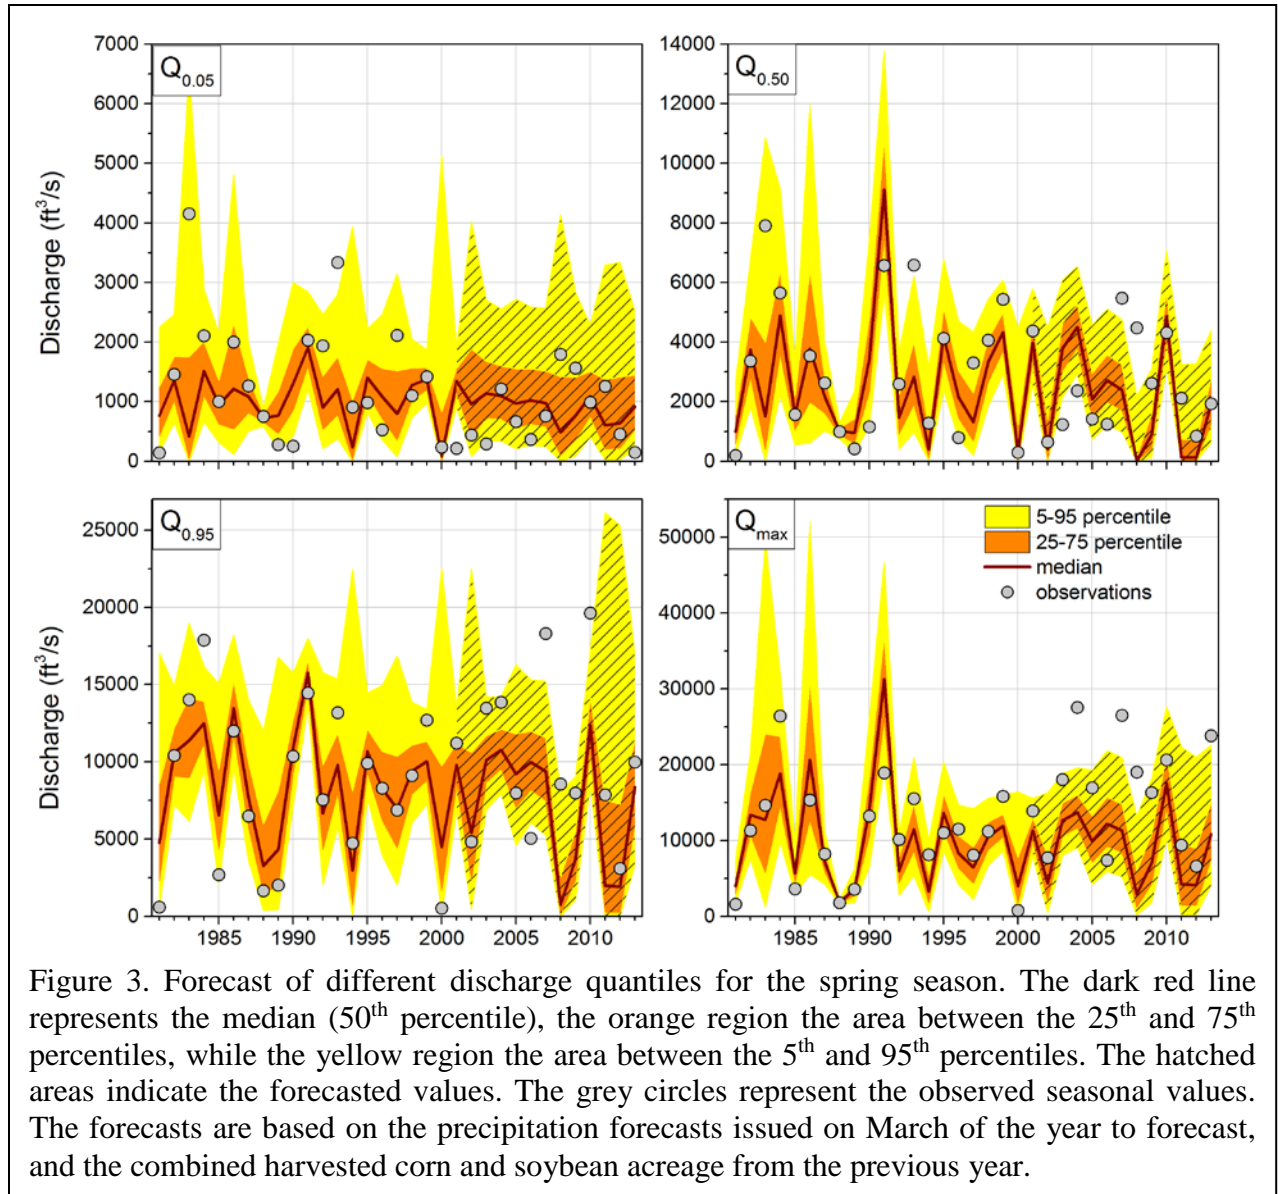 7000
6000
5000
4000
3000
2000
1000
0
Discharge (ft³/s)
Q0.05
14000
12000
10000
8000
6000
4000
2000
0
Q0.50
25000
20000
15000
10000
5000
0
Discharge (ft³/s)
Q0.95
1985 1990 1995 2000 2005 2010
50000
40000
30000
20000
10000
0
Qmax
5-95 percentile
25-75 percentile
median
observations
1985 1990 1995 2000 2005 2010
Figure 3. Forecast of different discharge quantiles for the spring season. The dark red line
represents the median (50th percentile), the orange region the area between the 25th and 75th
percentiles, while the yellow region the area between the 5th and 95th percentiles. The hatched
areas indicate the forecasted values. The grey circles represent the observed seasonal values.
The forecasts are based on the precipitation forecasts issued on March of the year to forecast,
and the combined harvested corn and soybean acreage from the previous year.